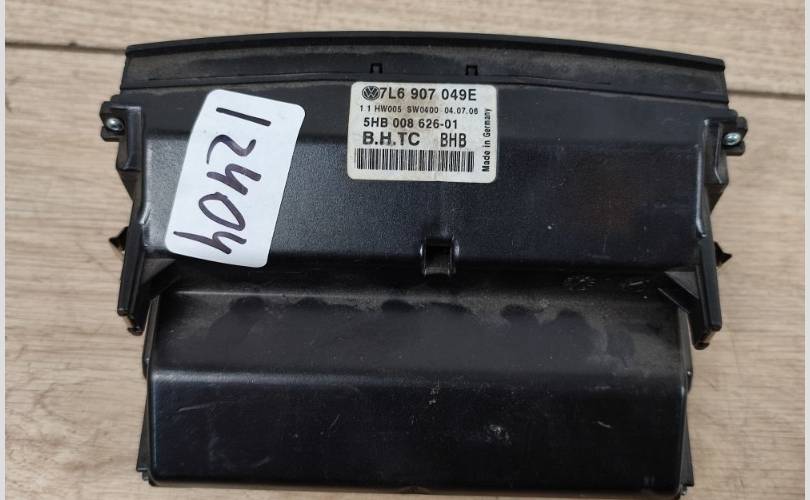 12404
7L6 907 049E
1.1 HW005 SW0400 04.07.06
5HB 008 626-01
B.H.TC BHB
Made in Germany